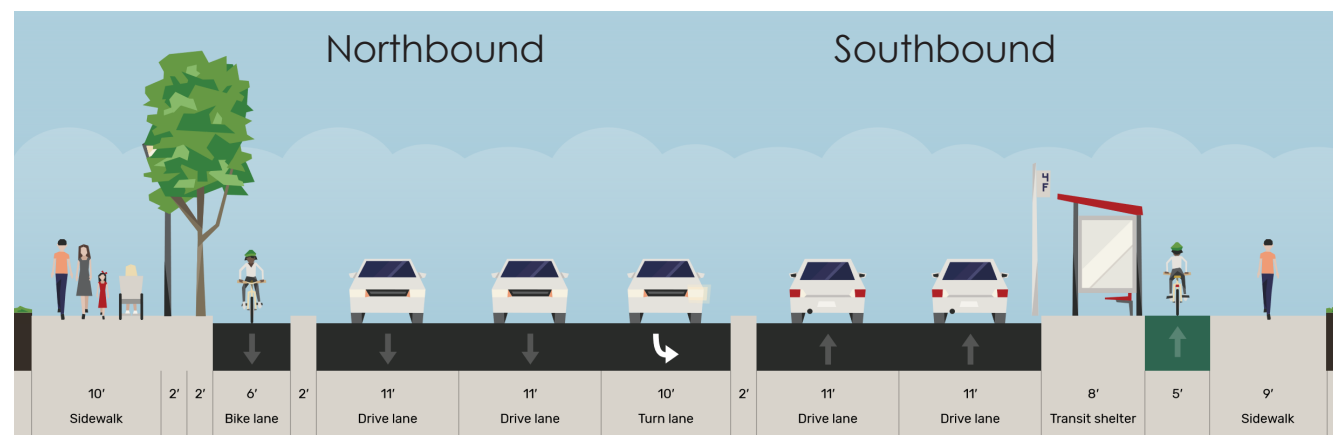 Northbound
Southbound
4
F
10′ 2′ 2′ 6′ 2′ 11′ 11′ 10′ 2′ 11′ 11′ 8′ 5′ 9′
Sidewalk Bike lane Drive lane Drive lane Turn lane Drive lane Drive lane Transit shelter Sidewalk